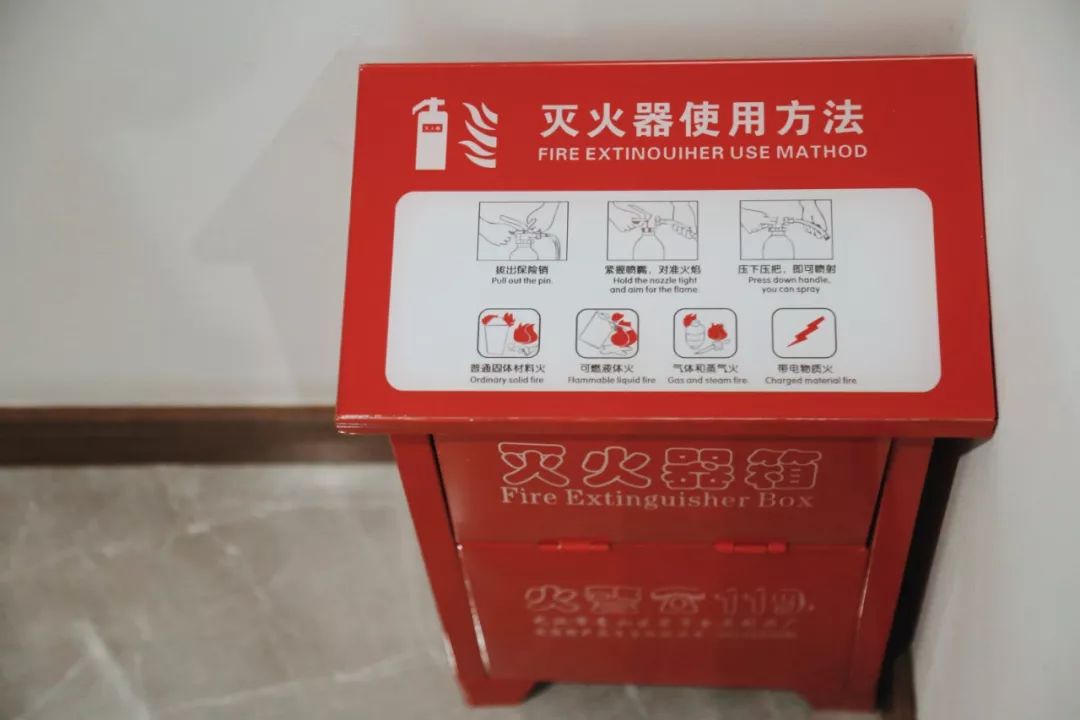 灭火器使用方法
FIRE EXTINOUIHER USE MATHOD
拔出保险销
Pull out the pin.
紧握喷嘴，对准火焰
Hold the nozzle tight
and aim for the flame
压下压把，即可喷射
Press down handle,
you can spray
普通固体材料火
Ordinary solid fire
可燃液体火
Flammable liquid fire
气体和蒸气火
Gas and steam fire
带电物质火
Charged material fire
灭火器箱
Fire Extinguisher Box
火警☎119